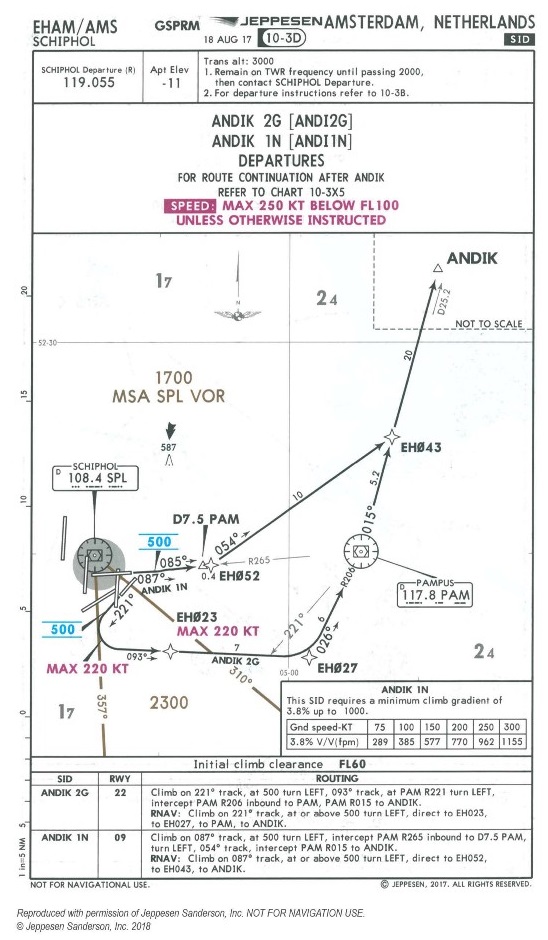 EHAM/AMS
SCHIPHOL
GSPRM
JEPPESEN
18 AUG 17
10-3D
AMSTERDAM, NETHERLANDS
SID
SCHIPHOL Departure (R)
119.055
Apt Elev
-11
Trans alt: 3000
1. Remain on TWR frequency until passing 2000,
then contact SCHIPHOL Departure.
2. For departure instructions refer to 10-3B.
ANDIK 2G [ANDI2G]
ANDIK 1N [ANDI1N]
DEPARTURES
FOR ROUTE CONTINUATION AFTER ANDIK
REFER TO CHART 10-3X5
SPEED: MAX 250 KT BELOW FL100
UNLESS OTHERWISE INSTRUCTED
ANDIK
17
24
N
D25.2
NOT TO SCALE
20
52-30
20
1700
MSA SPL VOR
15
587
EHØ43
SCHIPHOL
D 108.4 SPL
10
5.2
D7.5 PAM
10
015°
500
054°
085°
R265
087°
0.4
EHØ52
ANDIK 1N
R206
PAMPUS
D 117.8 PAM
5
221°
EHØ23
MAX 220 KT
500
221°
6
026°
093°
7
ANDIK 2G
EHØ27
24
MAX 220 KT
310°
05-00
357°
17
2300
0
ANDIK 1N
This SID requires a minimum climb gradient of
3.8% up to 1000.
Gnd speed-KT 75 100 150 200 250 300
3.8% V/V(fpm) 289 385 577 770 962 1155
Initial climb clearance FL60
SID RWY ROUTING
ANDIK 2G 22 Climb on 221° track, at 500 turn LEFT, 093° track, at PAM R221 turn LEFT,
intercept PAM R206 inbound to PAM, PAM R015 to ANDIK.
RNAV: Climb on 221° track, at or above 500 turn LEFT, direct to EH023,
to EH027, to PAM, to ANDIK.
ANDIK 1N 09 Climb on 087° track, at 500 turn LEFT, intercept PAM R265 inbound to D7.5 PAM,
turn LEFT, 054° track, intercept PAM R015 to ANDIK.
RNAV: Climb on 087° track, at or above 500 turn LEFT, direct to EH052,
to EH043, to ANDIK.
5
1 in=5 NM
NOT FOR NAVIGATIONAL USE.
© JEPPESEN, 2017. ALL RIGHTS RESERVED.
Reproduced with permission of Jeppesen Sanderson, Inc. NOT FOR NAVIGATION USE.
© Jeppesen Sanderson, Inc. 2018